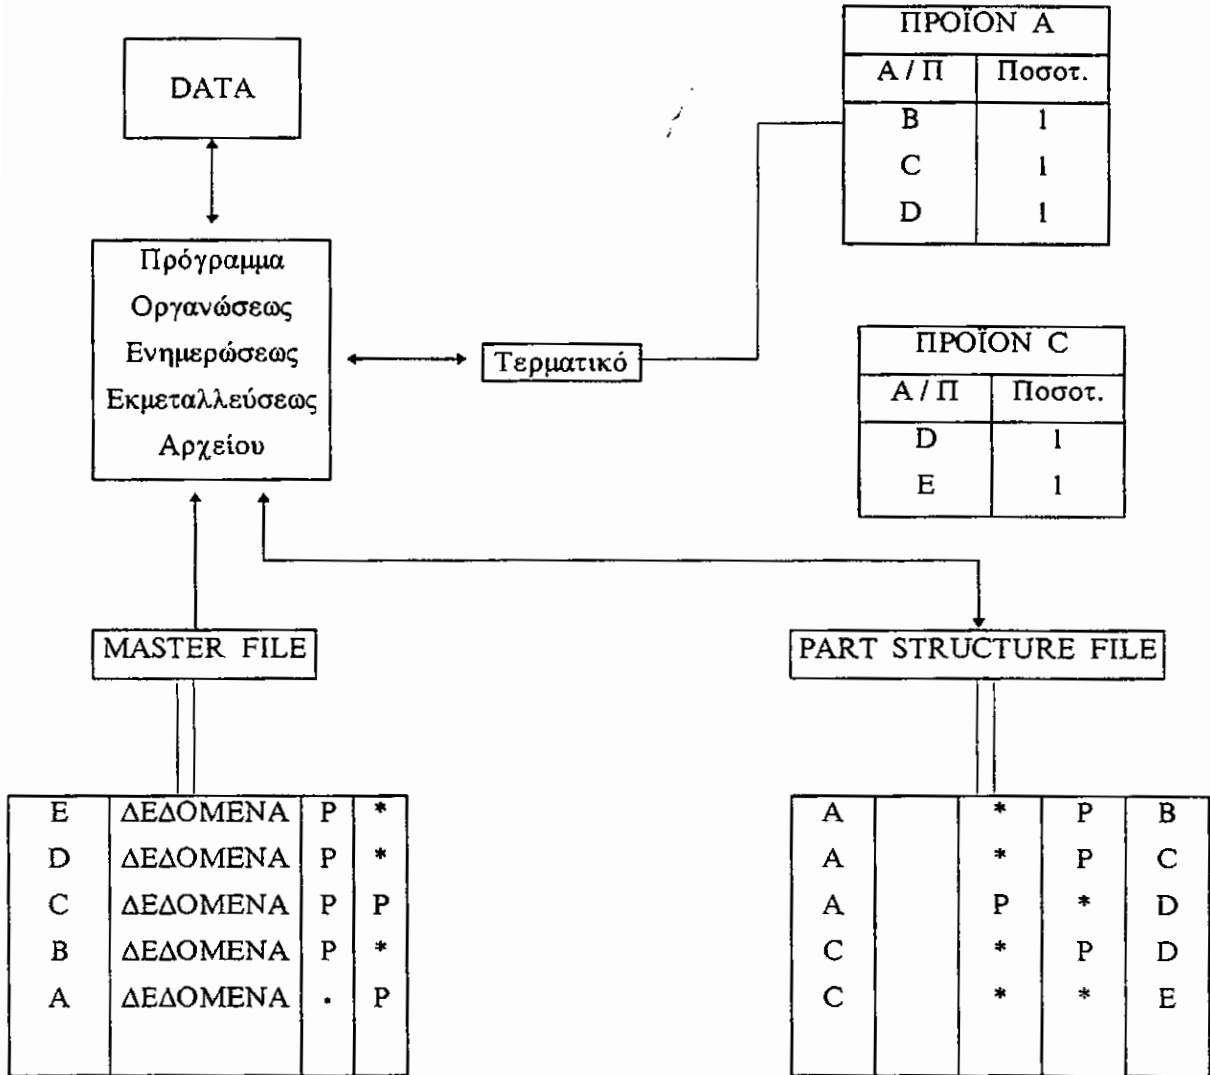 DATA
Πρόγραμμα
Οργανώσεως
Ενημερώσεως
Εκμεταλλεύσεως
Αρχείου
Τερματικό
ΠΡΟΪΟΝ A
Α / Π Ποσοτ.
B 1
C 1
D 1
ΠΡΟΪΟΝ C
Α / Π Ποσοτ.
D 1
E 1
MASTER FILE
E ΔΕΔΟΜΕΝΑ P *
D ΔΕΔΟΜΕΝΑ P *
C ΔΕΔΟΜΕΝΑ P P
B ΔΕΔΟΜΕΝΑ P *
A ΔΕΔΟΜΕΝΑ . P
PART STRUCTURE FILE
A * P B
A * P C
A P * D
C * P D
C * * E